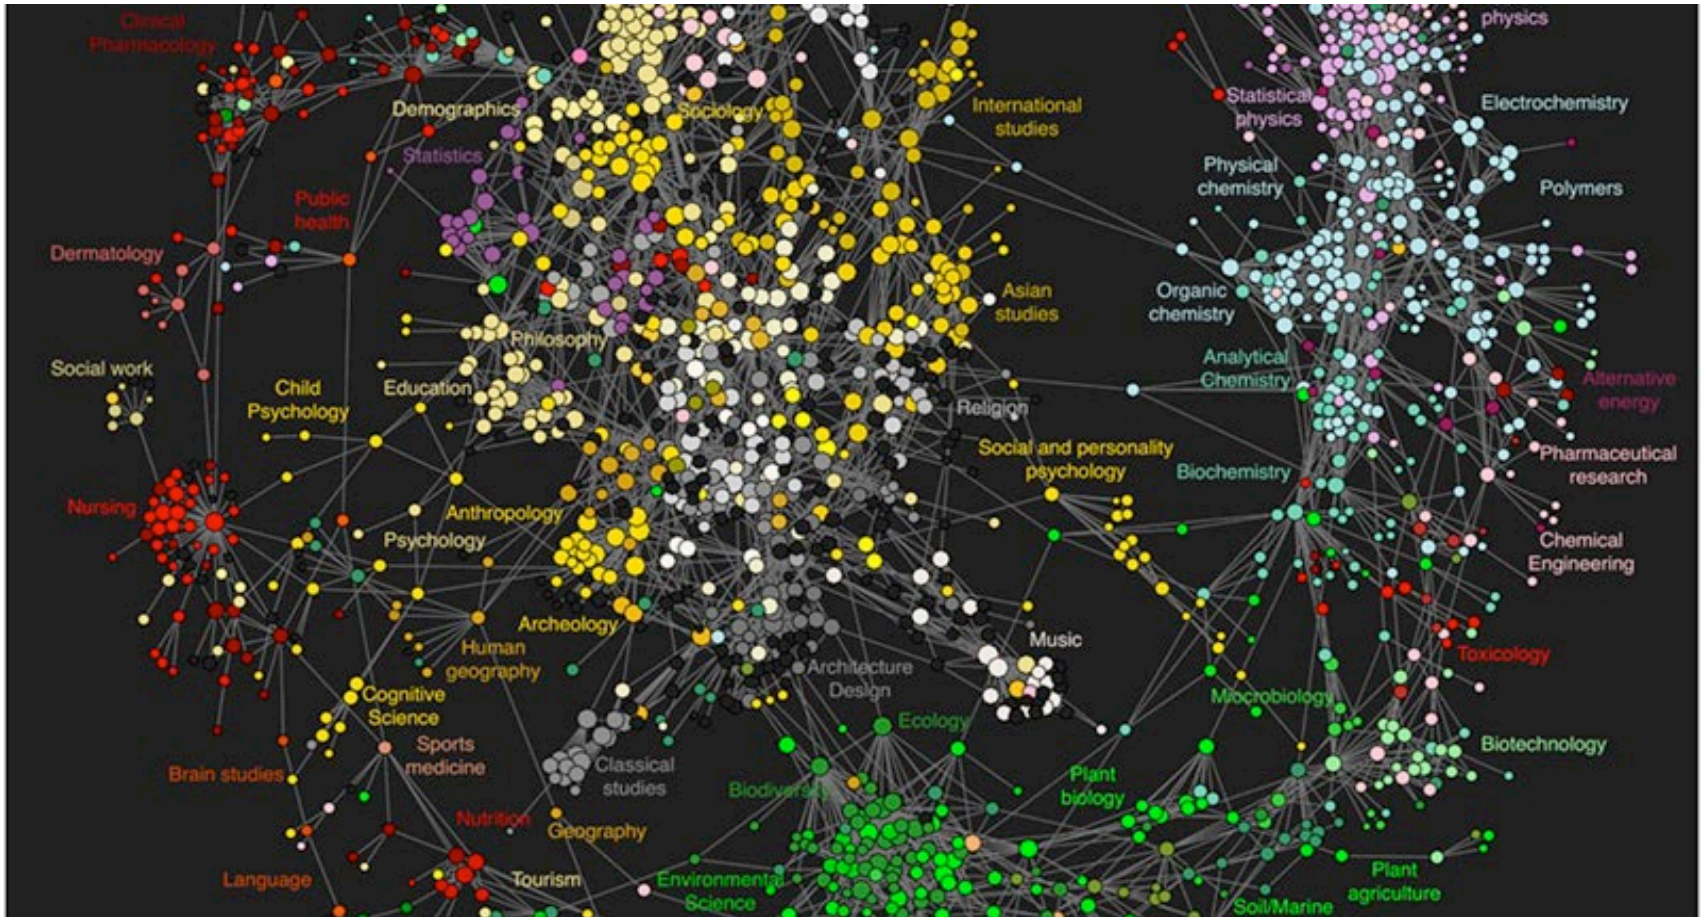 Clinical
Pharmacology
physics
Demographics
Sociology
International
studies
Statistical
physics
Electrochemistry
Statistics
Physical
chemistry
Polymers
Public
health
Dermatology
Organic
chemistry
Asian
studies
Philosophy
Social work
Child
Psychology
Education
Analytical
Chemistry
Alternative
energy
Religion
Social and personality
psychology
Biochemistry
Pharmaceutical
research
Nursing
Anthropology
Psychology
Chemical
Engineering
Archeology
Human
geography
Music
Toxicology
Architecture
Design
Cognitive
Science
Miocrobiology
Ecology
Sports
medicine
Brain studies
Classical
studies
Biodiversity
Plant
biology
Biotechnology
Nutrition
Geography
Language
Tourism
Environmental
Science
Plant
agriculture
Soil/Marine